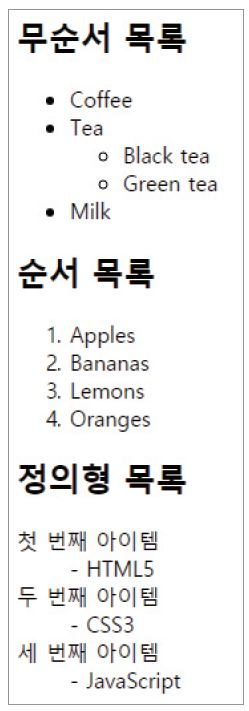 무순서 목록
Coffee
Tea
Black tea
Green tea
Milk
순서 목록
1. Apples
2. Bananas
3. Lemons
4. Oranges
정의형 목록
첫 번째 아이템
- HTML5
두 번째 아이템
- CSS3
세 번째 아이템
- JavaScript